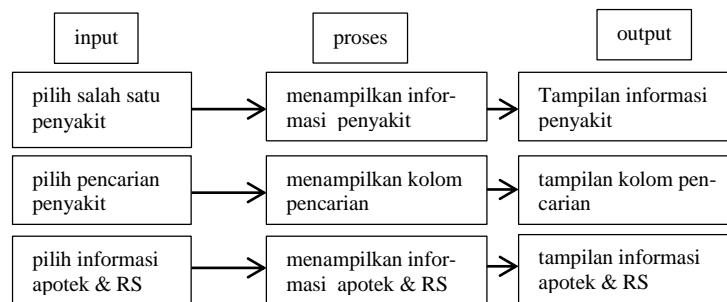 input
proses
output
pilih salah satu
penyakit
menampilkan infor-
masi penyakit
Tampilan informasi
penyakit
pilih pencarian
penyakit
menampilkan kolom
pencarian
tampilan kolom pen-
carian
pilih informasi
apotek & RS
menampilkan infor-
masi apotek & RS
tampilan informasi
apotek & RS